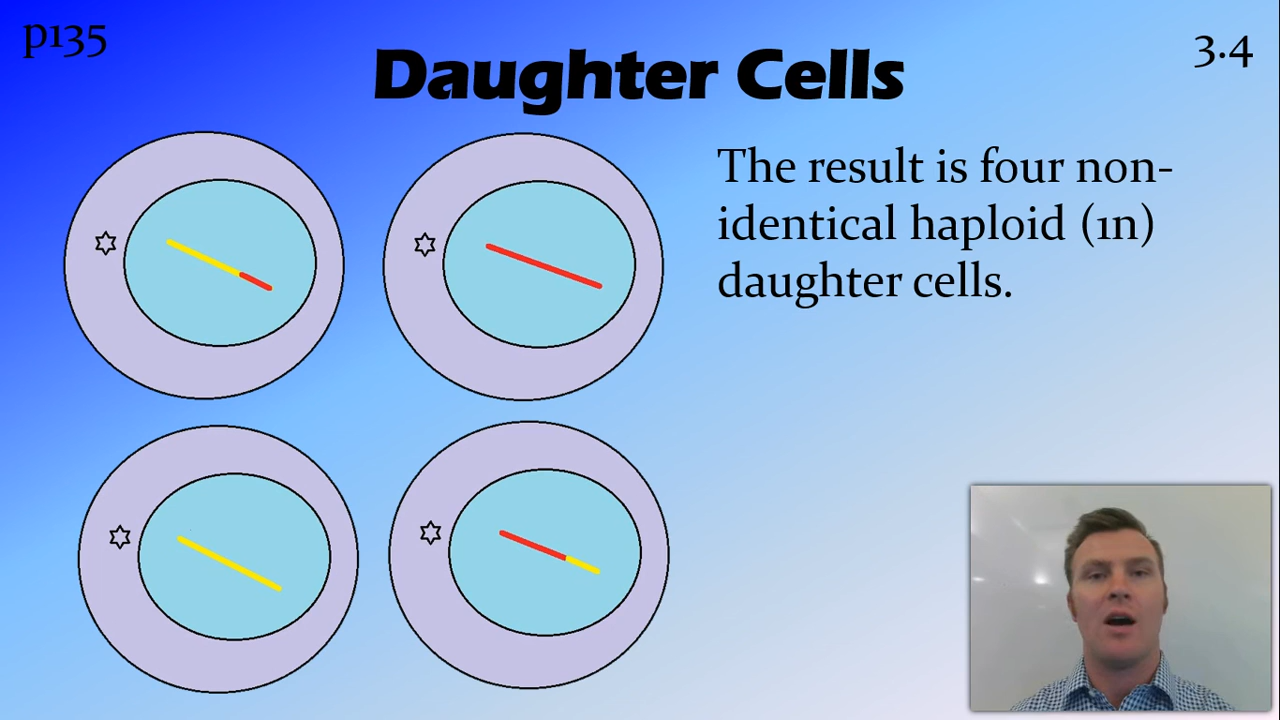 p135
3.4
Daughter Cells
The result is four non-
identical haploid (1n)
daughter cells.